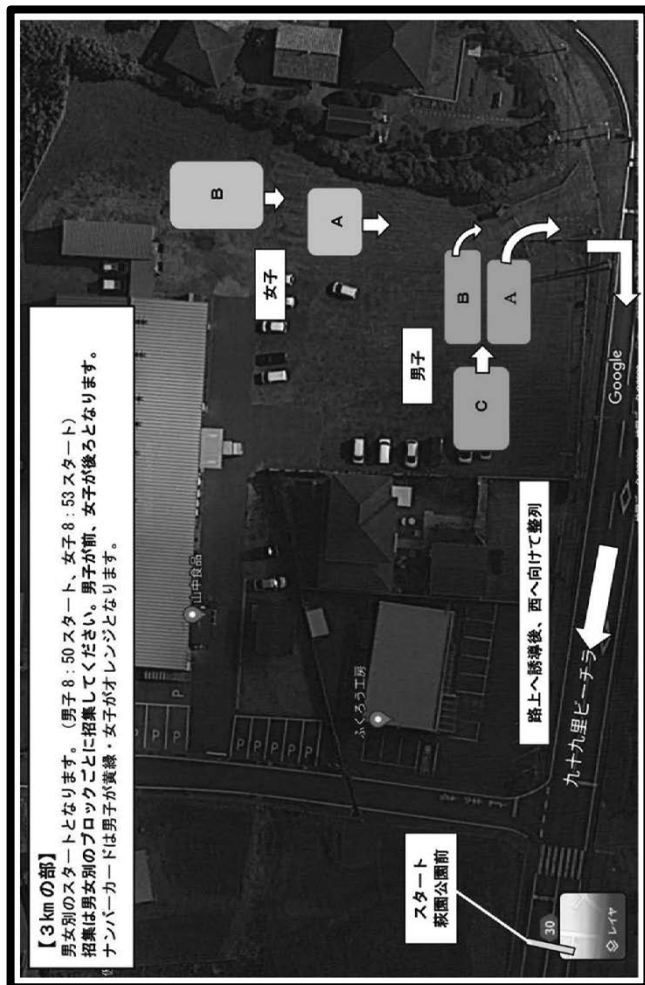 【3kmの部】
男女別のスタートとなります。（男子8：50スタート、女子8：53スタート）
招集は男女別のブロックごとに招集してください。男子が前、女子が後ろとなります。
ナンバーカードは男子が黄緑・女子がオレンジとなります。
B
A
女子
B
A
男子
C
山中食品
ふくろう工房
P
P
P
P
P
P
P
路上へ誘導後、西へ向けて整列
九十九里ビーチラ
Google
スタート
萩園公園前
30
レイヤ